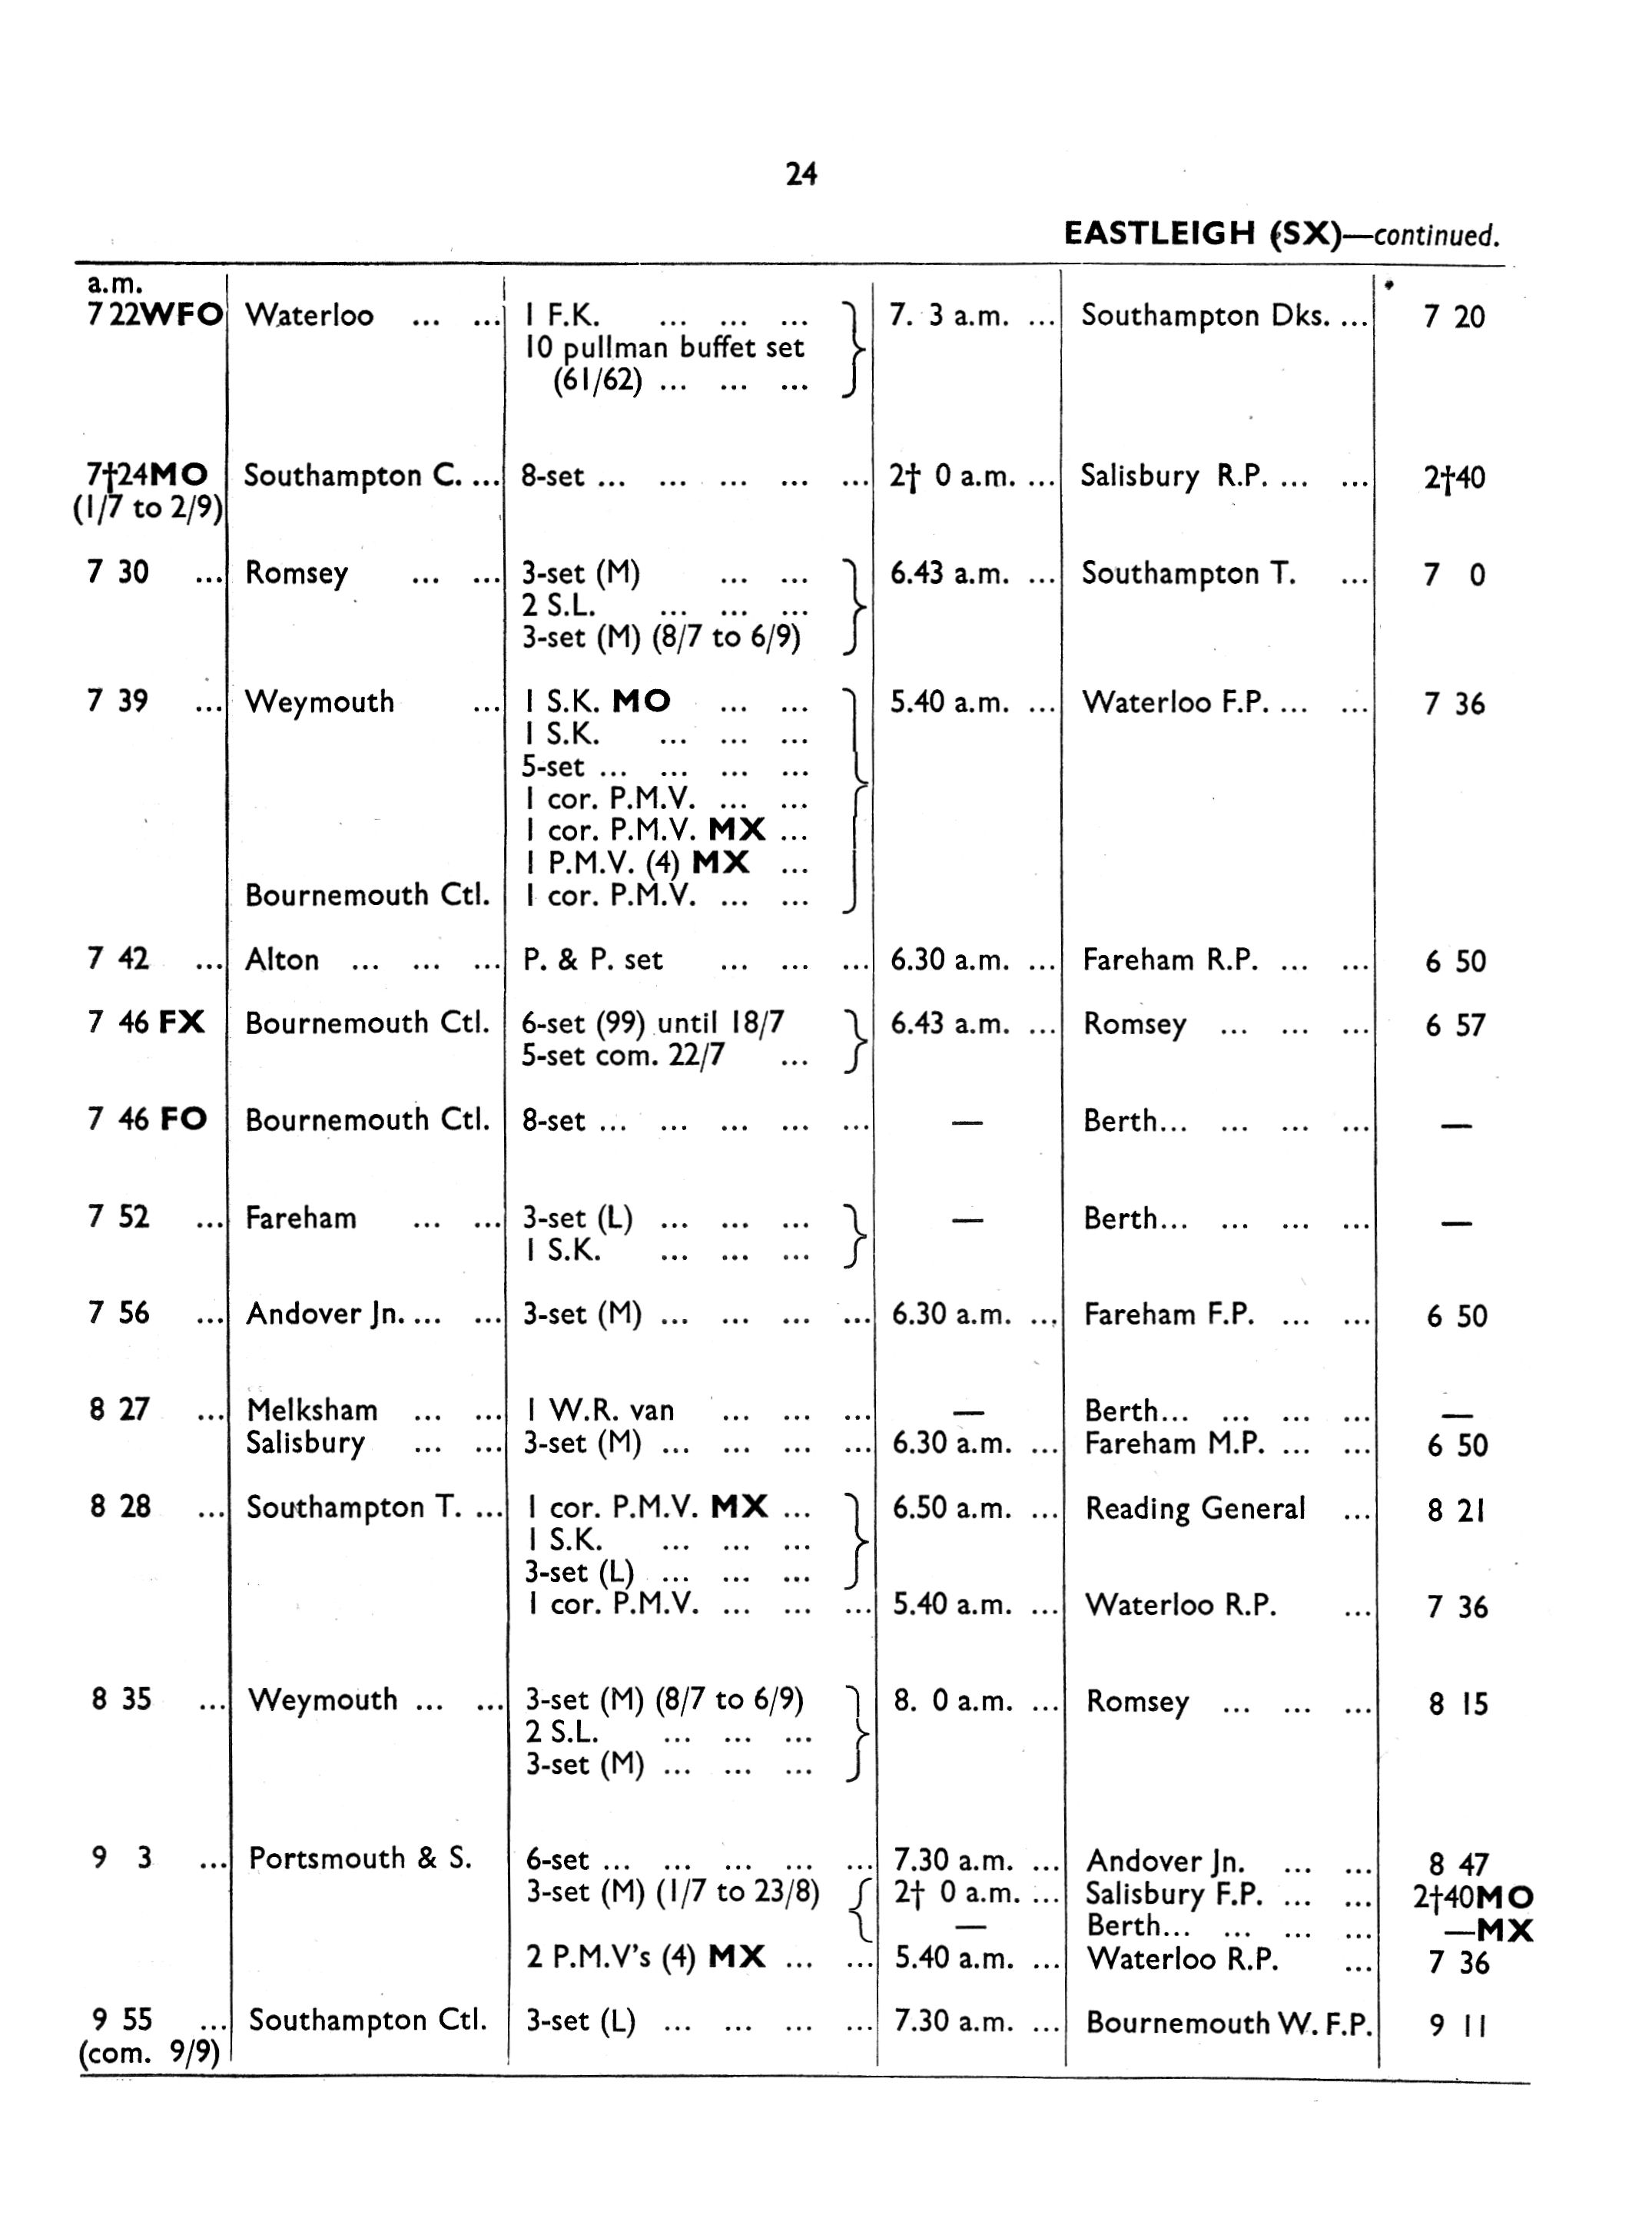 24
EASTLEIGH (SX)—continued.
a.m.
7 22WFO Waterloo ... ... 1 F.K. ... ... ... 7. 3 a.m. ... Southampton Dks. ... 7 20
10 pullman buffet set
(61/62) ... ... ...
7†24MO Southampton C. ... 8-set ... ... ... ... ... 2† 0 a.m. ... Salisbury R.P. ... ... 2†40
(1/7 to 2/9)
7 30 ... Romsey ... ... 3-set (M) ... ... 6.43 a.m. ... Southampton T. ... 7 0
2 S.L. ... ... ...
3-set (M) (8/7 to 6/9)
7 39 ... Weymouth ... 1 S.K. MO ... ... 5.40 a.m. ... Waterloo F.P. ... ... 7 36
1 S.K. ... ... ...
5-set ... ... ... ...
1 cor. P.M.V. ... ...
1 cor. P.M.V. MX ...
1 P.M.V. (4) MX ...
Bournemouth Ctl. 1 cor. P.M.V. ... ...
7 42 ... Alton ... ... ... P. & P. set ... ... ... 6.30 a.m. ... Fareham R.P. ... ... 6 50
7 46 FX Bournemouth Ctl. 6-set (99) until 18/7 6.43 a.m. ... Romsey ... ... ... 6 57
5-set com. 22/7 ...
7 46 FO Bournemouth Ctl. 8-set ... ... ... ... ... — Berth... ... ... ... —
7 52 ... Fareham ... ... 3-set (L) ... ... ... — Berth... ... ... ... —
1 S.K. ... ... ...
7 56 ... Andover Jn. ... ... 3-set (M) ... ... ... ... 6.30 a.m. ... Fareham F.P. ... ... 6 50
8 27 ... Melksham ... ... 1 W.R. van ... ... ... — Berth... ... ... ... —
Salisbury ... ... 3-set (M) ... ... ... ... 6.30 a.m. ... Fareham M.P. ... ... 6 50
8 28 ... Southampton T. ... 1 cor. P.M.V. MX ... 6.50 a.m. ... Reading General ... 8 21
1 S.K. ... ... ...
3-set (L) ... ... ...
1 cor. P.M.V. ... ... ... 5.40 a.m. ... Waterloo R.P. ... 7 36
8 35 ... Weymouth ... ... 3-set (M) (8/7 to 6/9) 8. 0 a.m. ... Romsey ... ... ... 8 15
2 S.L. ... ... ...
3-set (M) ... ... ...
9 3 ... Portsmouth & S. 6-set ... ... ... ... ... 7.30 a.m. ... Andover Jn. ... ... 8 47
3-set (M) (1/7 to 23/8) 2† 0 a.m. ... Salisbury F.P. ... ... 2†40MO
— Berth... ... ... ... —MX
2 P.M.V's (4) MX ... ... 5.40 a.m. ... Waterloo R.P. ... 7 36
9 55 ... Southampton Ctl. 3-set (L) ... ... ... ... 7.30 a.m. ... Bournemouth W. F.P. 9 11
(com. 9/9)